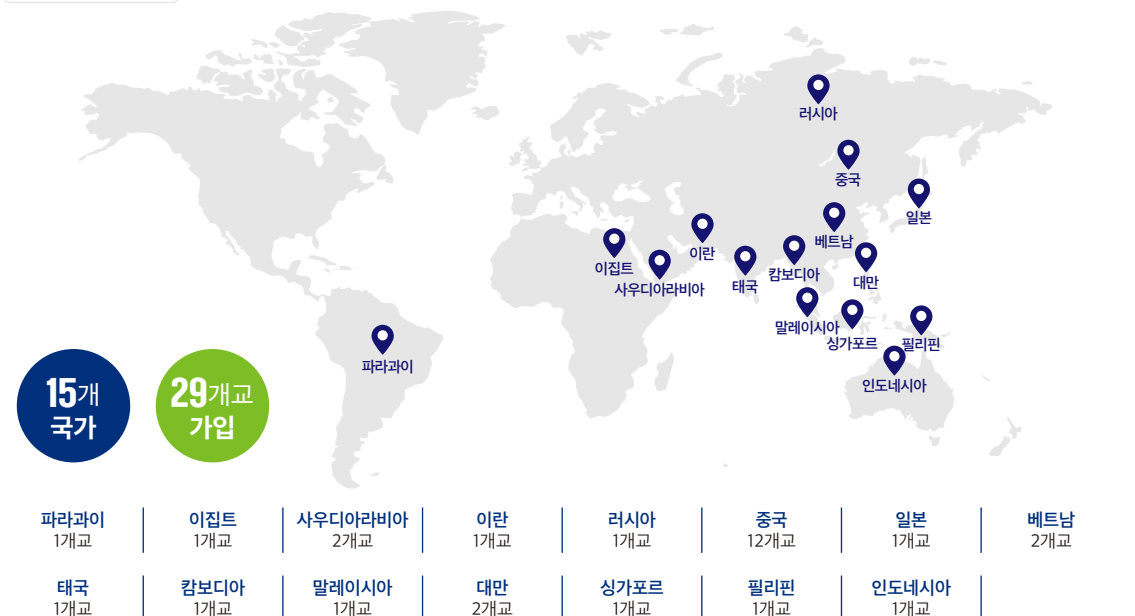 러시아
중국
일본
베트남
이란
이집트
캄보디아
대만
태국
사우디아라비아
말레이시아
싱가포르
필리핀
파라과이
인도네시아
15개
국가
29개교
가입
파라과이
1개교
이집트
1개교
사우디아라비아
2개교
이란
1개교
러시아
1개교
중국
12개교
일본
1개교
베트남
2개교
태국
1개교
캄보디아
1개교
말레이시아
1개교
대만
2개교
싱가포르
1개교
필리핀
1개교
인도네시아
1개교